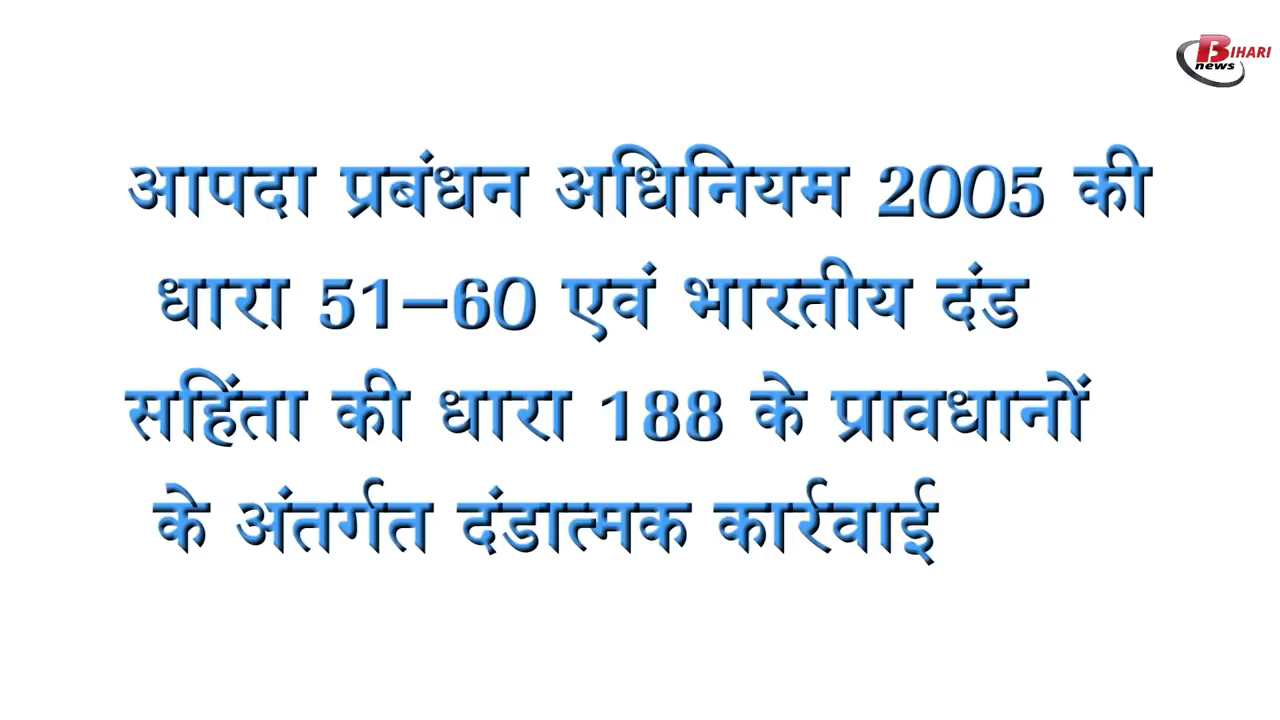 BIHARI
news
आपदा प्रबंधन अधिनियम 2005 की
धारा 51-60 एवं भारतीय दंड
सहिंता की धारा 188 के प्रावधानों
के अंतर्गत दंडात्मक कार्रवाई